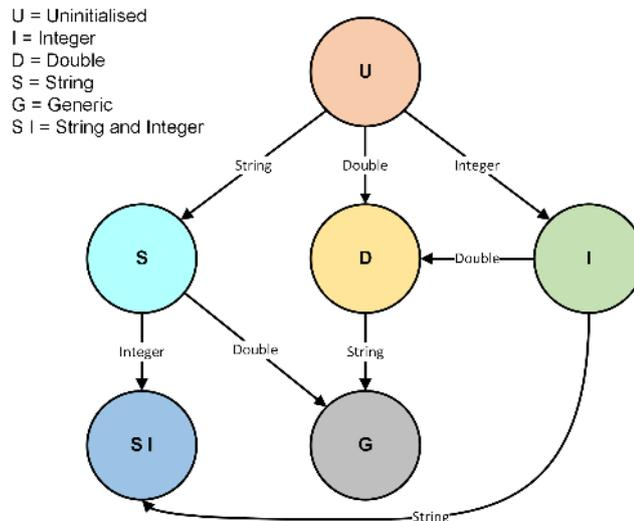 U = Uninitialised
I = Integer
D = Double
S = String
G = Generic
S I = String and Integer
U
String
Double
Integer
S
D
Double
I
Integer
Double
String
S I
G
String